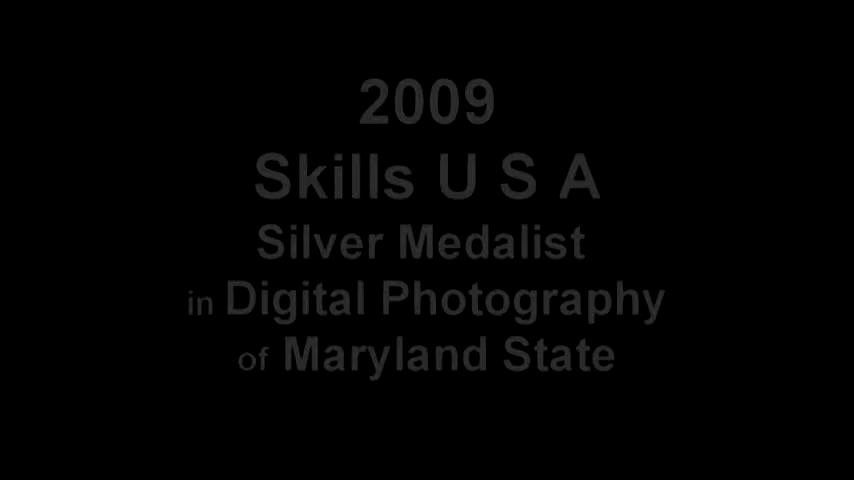 2009
Skills U S A
Silver Medalist
in Digital Photography
of Maryland State